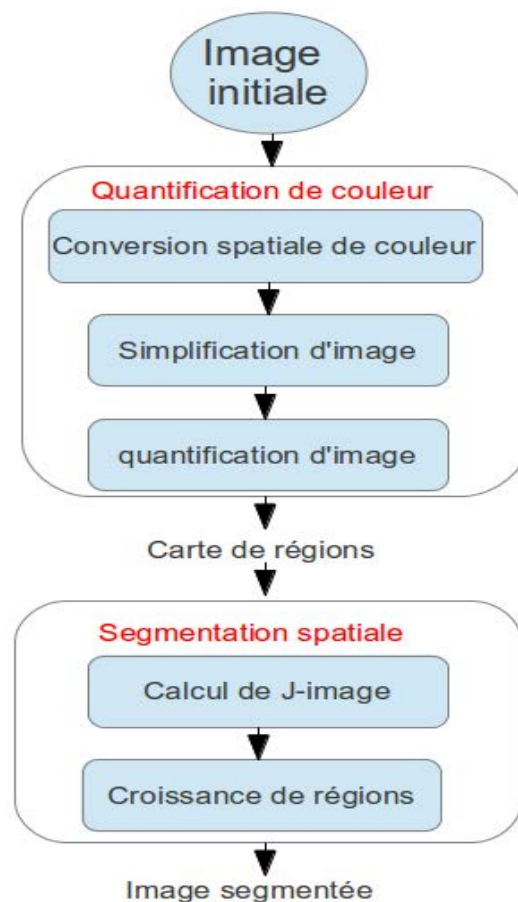 Image
initiale
Quantification de couleur
Conversion spatiale de couleur
Simplification d'image
quantification d'image
Carte de régions
Segmentation spatiale
Calcul de J-image
Croissance de régions
Image segmentée